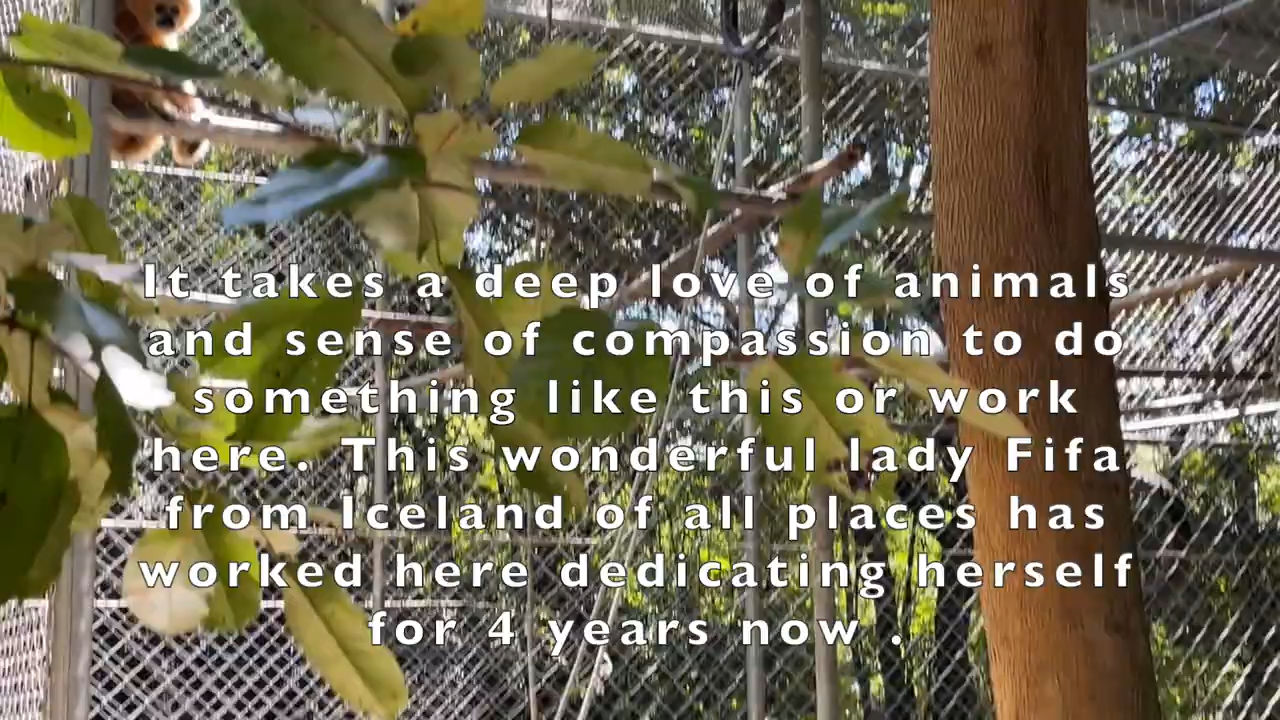 It takes a deep love of animals
and sense of compassion to do
something like this or work
here. This wonderful lady Fifa
from Iceland of all places has
worked here dedicating herself
for 4 years now .